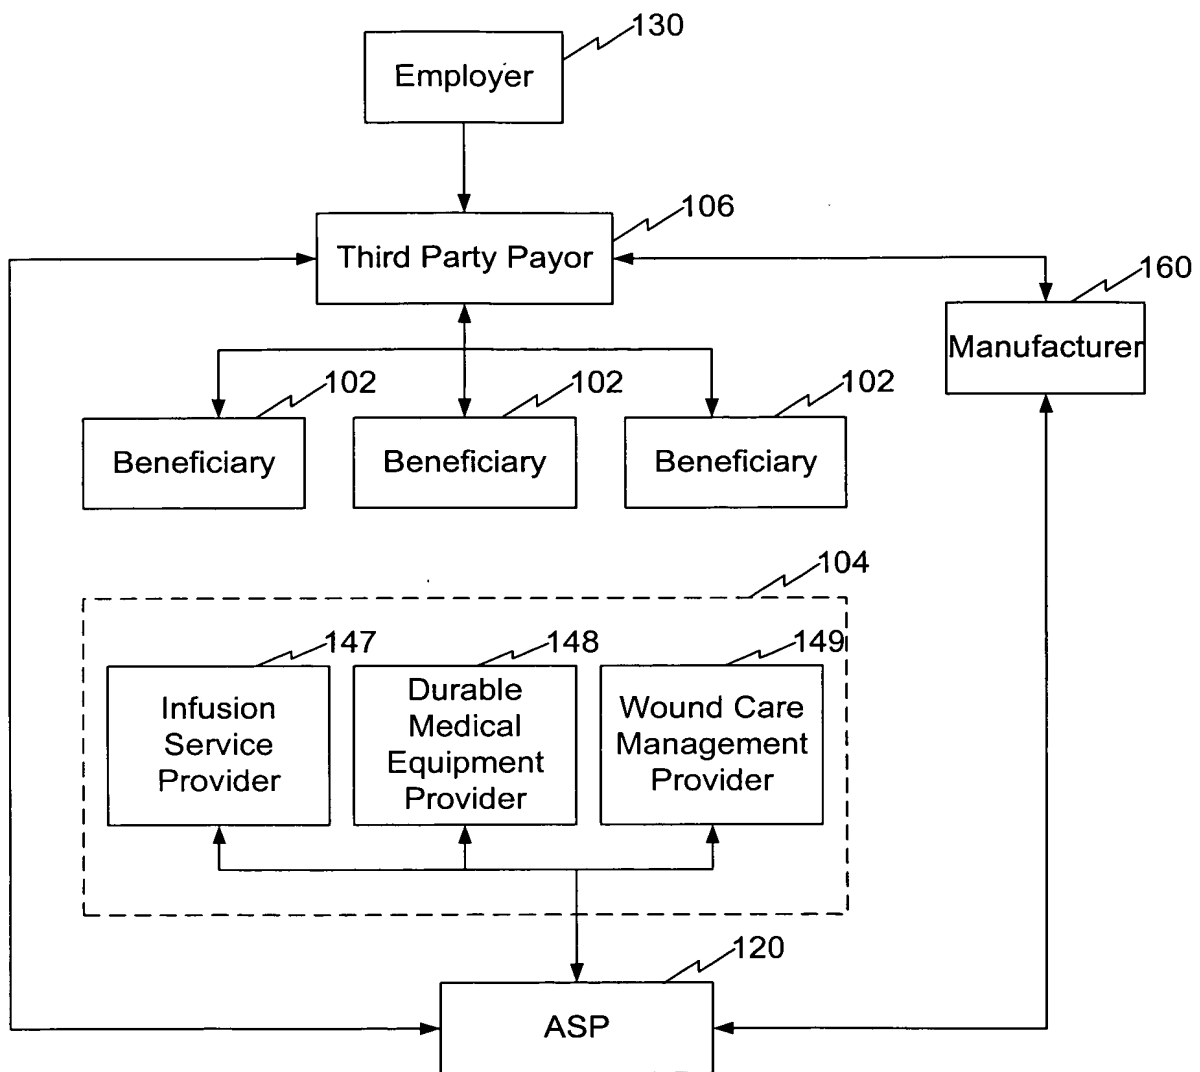 130
Employer
106
Third Party Payor
160
Manufacturer
102
102
102
Beneficiary
Beneficiary
Beneficiary
104
147
148
149
Infusion
Service
Provider
Durable
Medical
Equipment
Provider
Wound Care
Management
Provider
120
ASP